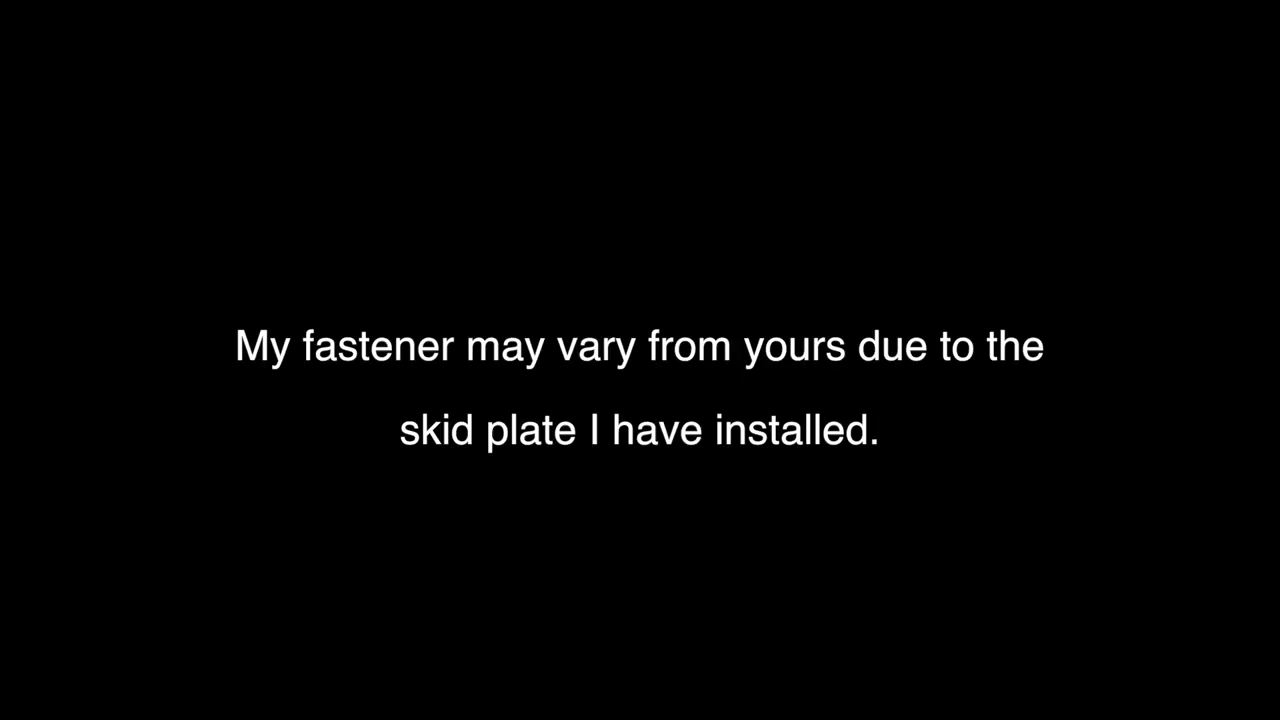 My fastener may vary from yours due to the
skid plate I have installed.